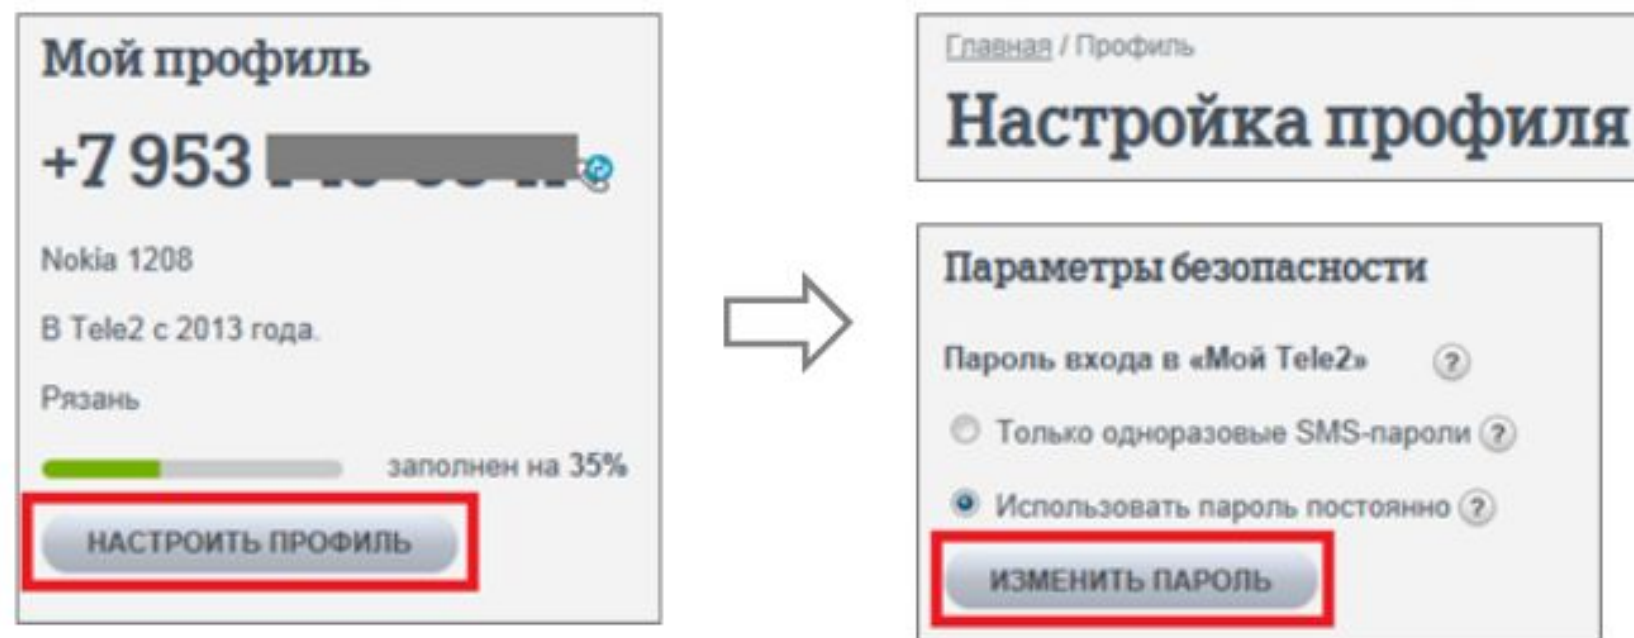 Мой профиль
+7 953
Nokia 1208
В Tele2 с 2013 года.
Рязань
заполнен на 35%
НАСТРОИТЬ ПРОФИЛЬ
Главная / Профиль
Настройка профиля
Параметры безопасности
Пароль входа в «Мой Tele2» ?
Только одноразовые SMS-пароли ?
Использовать пароль постоянно ?
ИЗМЕНИТЬ ПАРОЛЬ